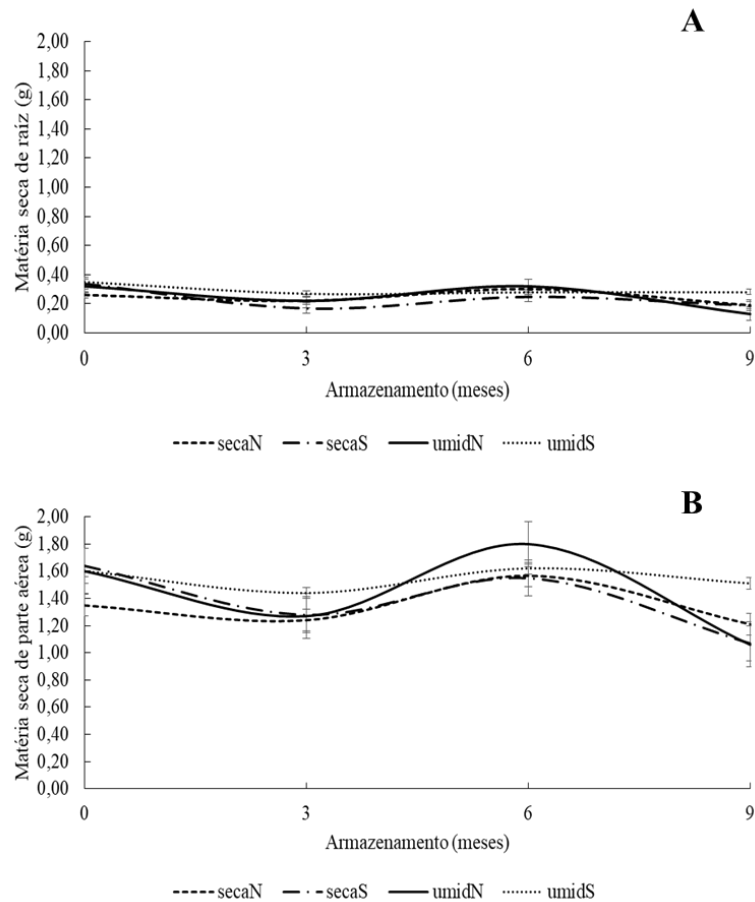 A
Matéria seca de raíz (g)
2,00
1,80
1,60
1,40
1,20
1,00
0,80
0,60
0,40
0,20
0,00
0 3 6 9
Armazenamento (meses)
secaN secaS umidN umidS
B
Matéria seca de parte aérea (g)
2,00
1,80
1,60
1,40
1,20
1,00
0,80
0,60
0,40
0,20
0,00
0 3 6 9
Armazenamento (meses)
secaN secaS umidN umidS